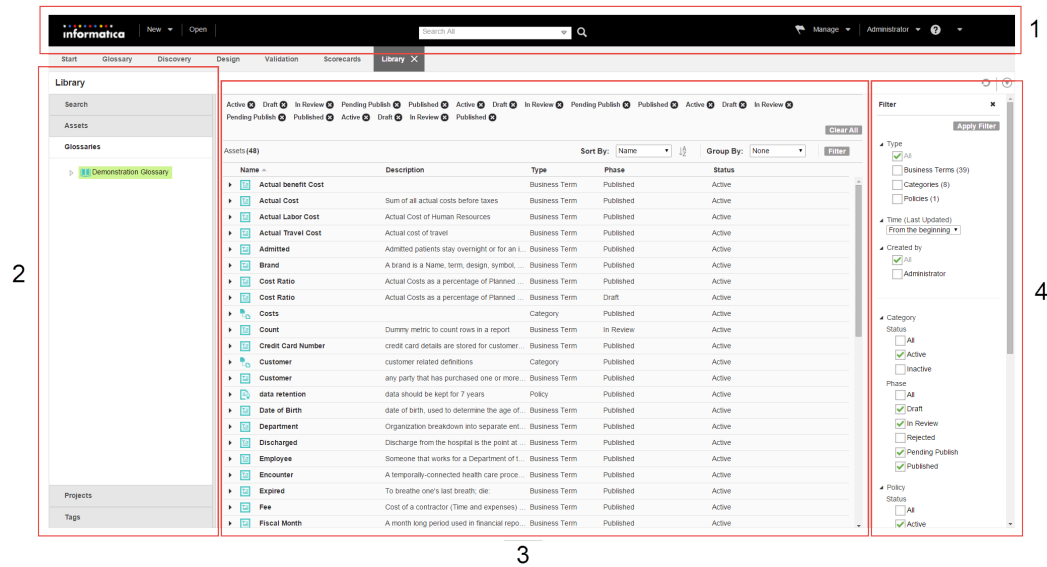 informatica New Open Search All Manage Administrator ? 1
Start Glossary Discovery Design Validation Scorecards Library
Library
Search
Assets
Glossaries
Demonstration Glossary
Projects
Tags
2
Active Draft In Review Pending Publish Published Active Draft In Review Pending Publish Published Active Draft In Review
Pending Publish Published Active Draft In Review Published
Clear All
Assets (48) Sort By: Name Group By: None Filter
Name Description Type Phase Status
Actual benefit Cost Business Term Published Active
Actual Cost Sum of all actual costs before taxes Business Term Published Active
Actual Labor Cost Actual Cost of Human Resources Business Term Published Active
Actual Travel Cost Actual cost of travel Business Term Published Active
Admitted Admitted patients stay overnight or for an i... Business Term Published Active
Brand A brand is a Name, term, design, symbol, ... Business Term Published Active
Cost Ratio Actual Costs as a percentage of Planned ... Business Term Published Active
Cost Ratio Actual Costs as a percentage of Planned ... Business Term Draft Active
Costs Category Published Active
Count Dummy metric to count rows in a report Business Term In Review Active
Credit Card Number credit card details are stored for customer... Business Term Published Active
Customer customer related definitions Category Published Active
Customer any party that has purchased one or more... Business Term Published Active
data retention data should be kept for 7 years Policy Published Active
Date of Birth date of birth, used to determine the age of... Business Term Published Active
Department Organization breakdown into separate ent... Business Term Published Active
Discharged Discharge from the hospital is the point at ... Business Term Published Active
Employee Someone that works for a Department of t... Business Term Published Active
Encounter A temporally-connected health care proce... Business Term Published Active
Expired To breathe one's last breath; die: Business Term Published Active
Fee Cost of a contractor (Time and expenses) ... Business Term Published Active
Fiscal Month A month long period used in financial repo... Business Term Published Active
3
Filter
Apply Filter
Type
All
Business Terms (39)
Categories (8)
Policies (1)
Time (Last Updated)
From the beginning
Created by
All
Administrator
Category
Status
All
Active
Inactive
Phase
All
Draft
In Review
Rejected
Pending Publish
Published
Policy
Status
All
Active
4